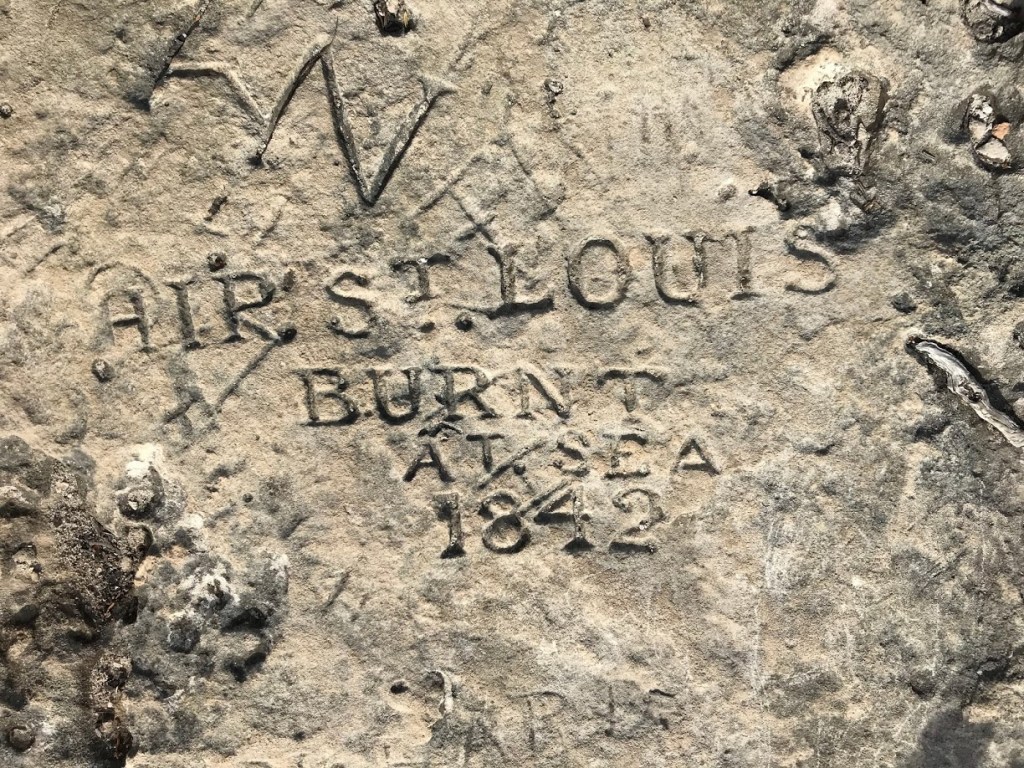 W
AIR. ST LOUIS
BURNT
AT SEA
1842